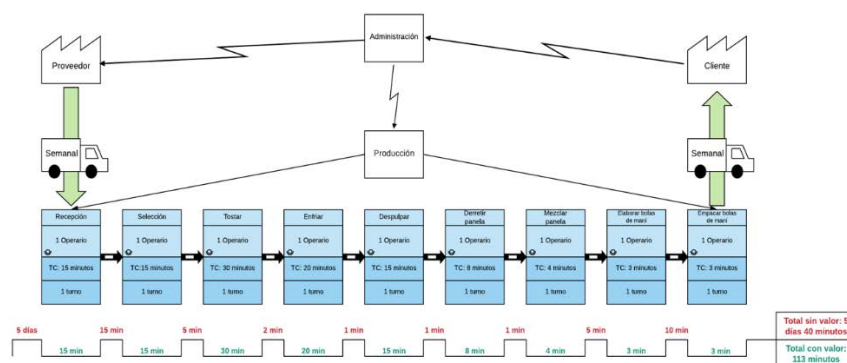 Administración
Proveedor
Cliente
Semanal
Producción
Semanal
Recepción
1 Operario
TC: 15 minutos
1 turno
Selección
1 Operario
TC:15 minutos
1 turno
Tostar
1 Operario
TC: 30 minutos
1 turno
Enfriar
1 Operario
TC: 20 minutos
1 turno
Despulpar
1 Operario
TC: 15 minutos
1 turno
Derretir
panela
1 Operario
TC: 8 minutos
1 turno
Mezclar
panela
1 Operario
TC: 4 minutos
1 turno
Elaborar bolas
de maní
1 Operario
TC: 3 minutos
1 turno
Empacar bolas
de maní
1 Operario
TC: 3 minutos
1 turno
5 días
15 min
5 min
2 min
1 min
1 min
1 min
5 min
10 min
15 min
15 min
30 min
20 min
15 min
8 min
4 min
3 min
3 min
Total sin valor: 5
días 40 minutos
Total con valor:
113 minutos